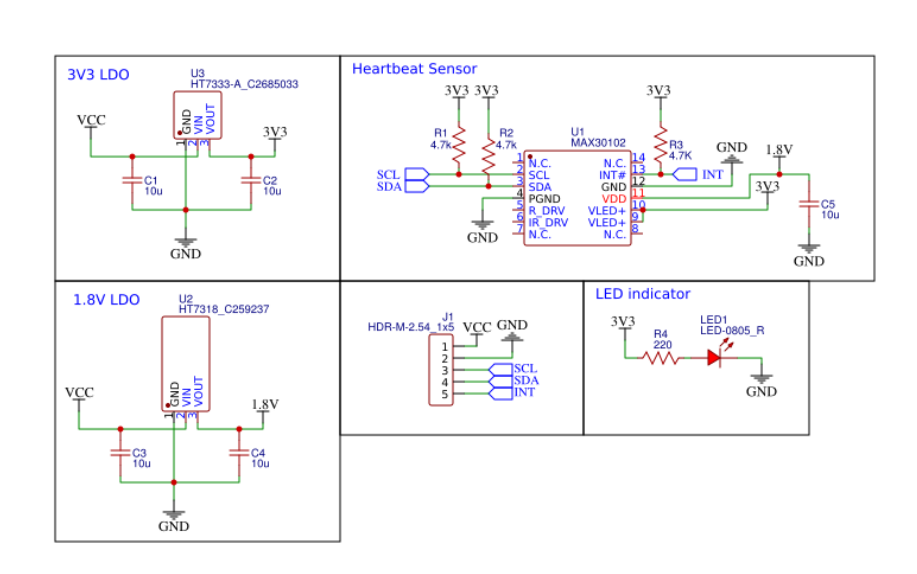 3V3 LDO
U3
HT7333-A_C2685033
VCC
GND
VIN
VOUT
1
2
3
3V3
C1
10u
C2
10u
GND
Heartbeat Sensor
3V3
3V3
3V3
R1
4.7k
R2
4.7k
U1
MAX30102
R3
4.7K
GND
1.8V
SCL
SDA
1 N.C.
2 SCL
3 SDA
4 PGND
5 R_DRV
6 IR_DRV
7 N.C.
N.C. 14
INT# 13
GND 12
VDD 11
VLED+ 10
VLED+ 9
N.C. 8
INT
3V3
C5
10u
GND
GND
1.8V LDO
U2
HT7318_C259237
VCC
GND
VIN
VOUT
1
2
3
1.8V
C3
10u
C4
10u
GND
J1
HDR-M-2.54_1x5
VCC
GND
1
2
3
4
5
SCL
SDA
INT
LED indicator
3V3
R4
220
LED1
LED-0805_R
GND